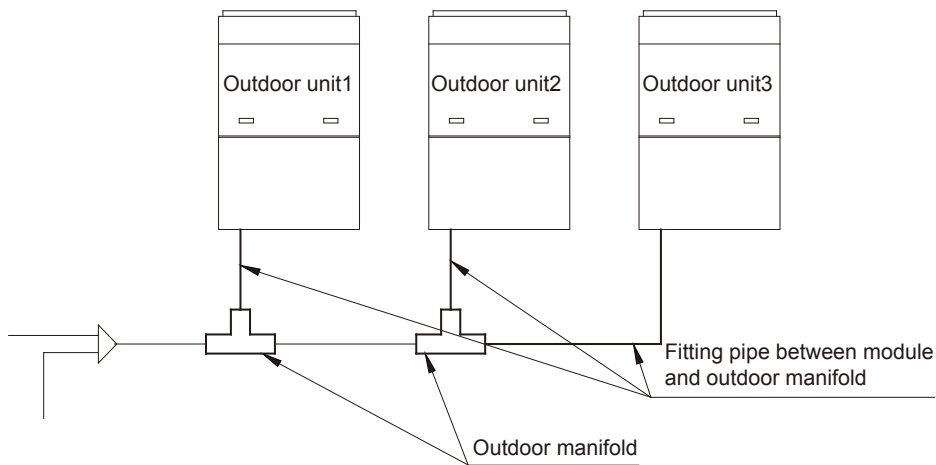 Outdoor unit1
Outdoor unit2
Outdoor unit3
Fitting pipe between module
and outdoor manifold
Outdoor manifold